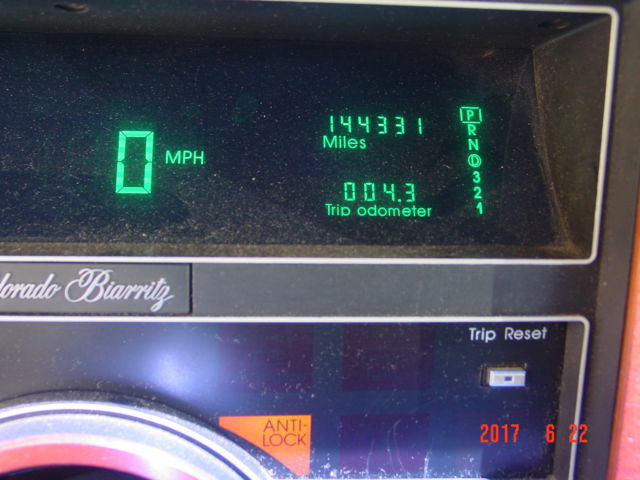 144331
Miles
0 MPH
004.3
Trip odometer
P
R
N
D
3
2
1
dorado Biarritz
Trip Reset
ANTI-
LOCK
2017 6 22